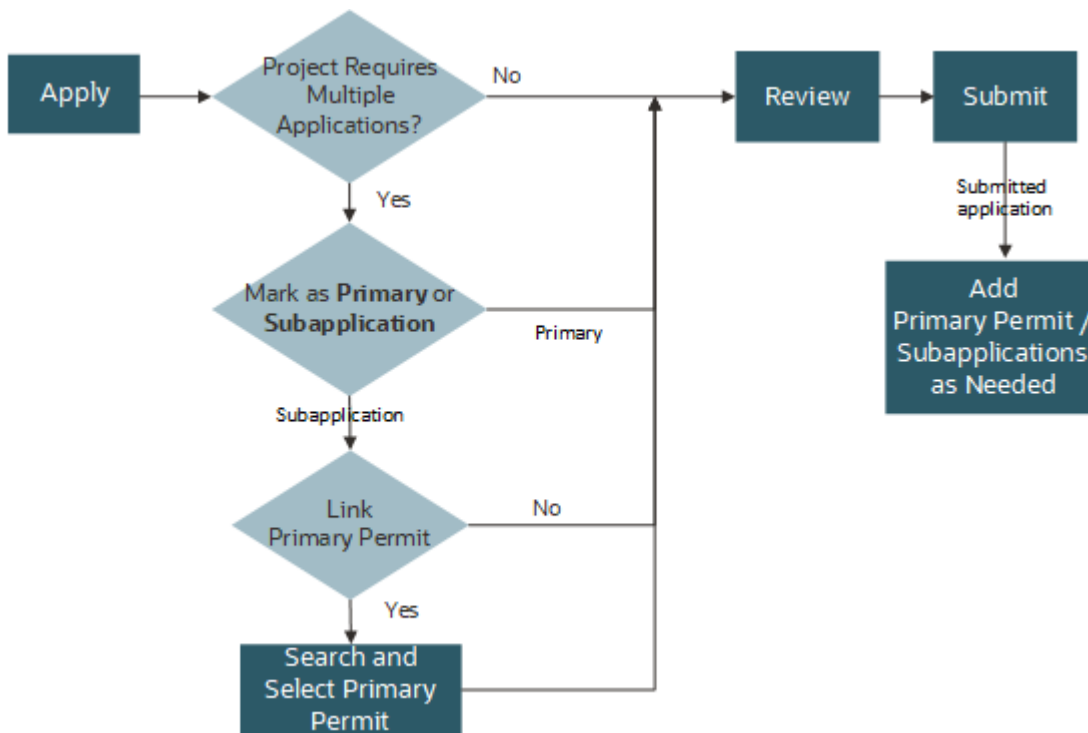 Apply
Project Requires
Multiple
Applications?
No
Review
Submit
Yes
Submitted
application
Mark as Primary or
Subapplication
Primary
Add
Primary Permit /
Subapplications
as Needed
Subapplication
Link
Primary Permit
No
Yes
Search and
Select Primary
Permit